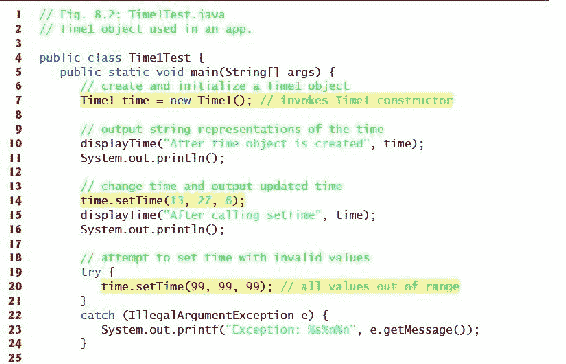 1 // Fig. 8.2: Time1Test.java
2 // Time1 object used in an app.
3
4 public class Time1Test {
5 public static void main(String[] args) {
6 // create and initialize a Time1 object
7 Time1 time = new Time1(); // invokes Time1 constructor
8
9 // output string representations of the time
10 displayTime("After time object is created", time);
11 System.out.println();
12
13 // change time and output updated time
14 time.setTime(13, 27, 6);
15 displayTime("After calling setTime", time);
16 System.out.println();
17
18 // attempt to set time with invalid values
19 try {
20 time.setTime(99, 99, 99); // all values out of range
21 }
22 catch (IllegalArgumentException e) {
23 System.out.printf("Exception: %s%n%n", e.getMessage());
24 }
25